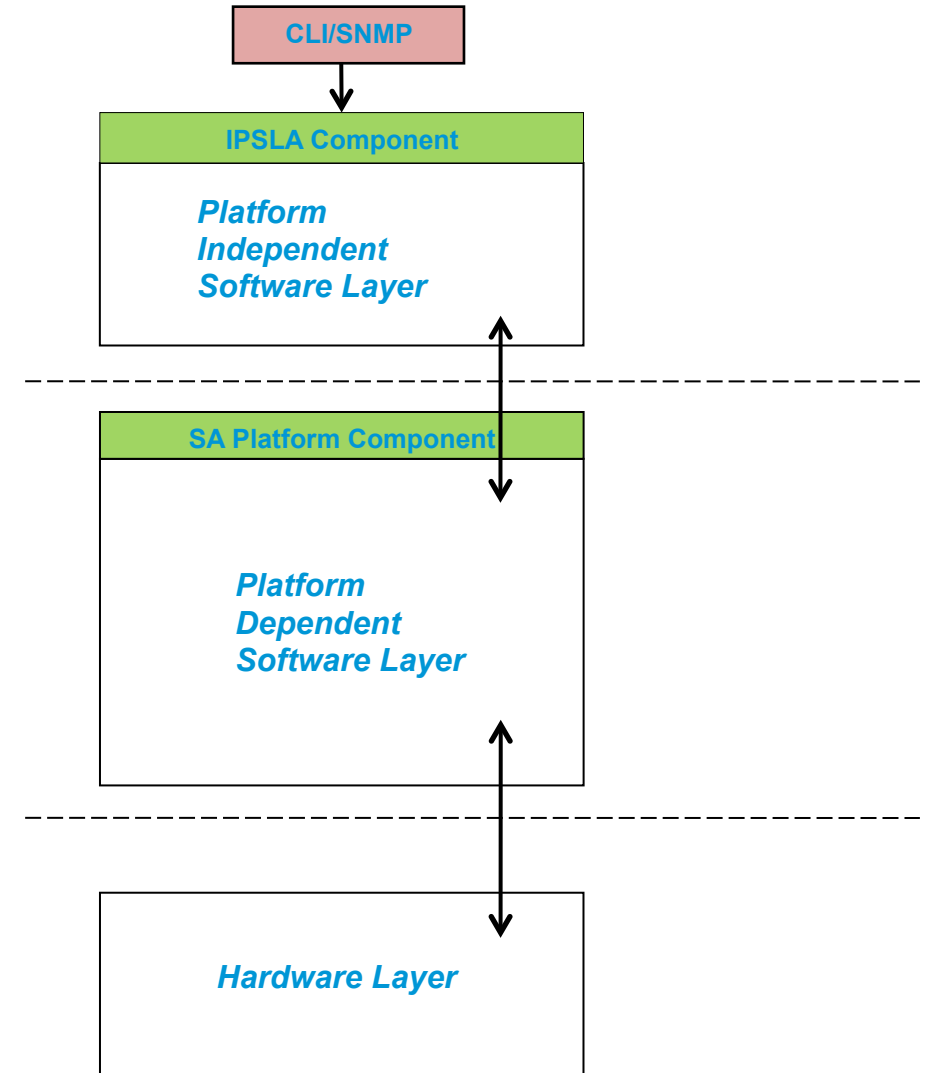 CLI/SNMP
IPSLA Component
Platform
Independent
Software Layer
SA Platform Component
Platform
Dependent
Software Layer
Hardware Layer